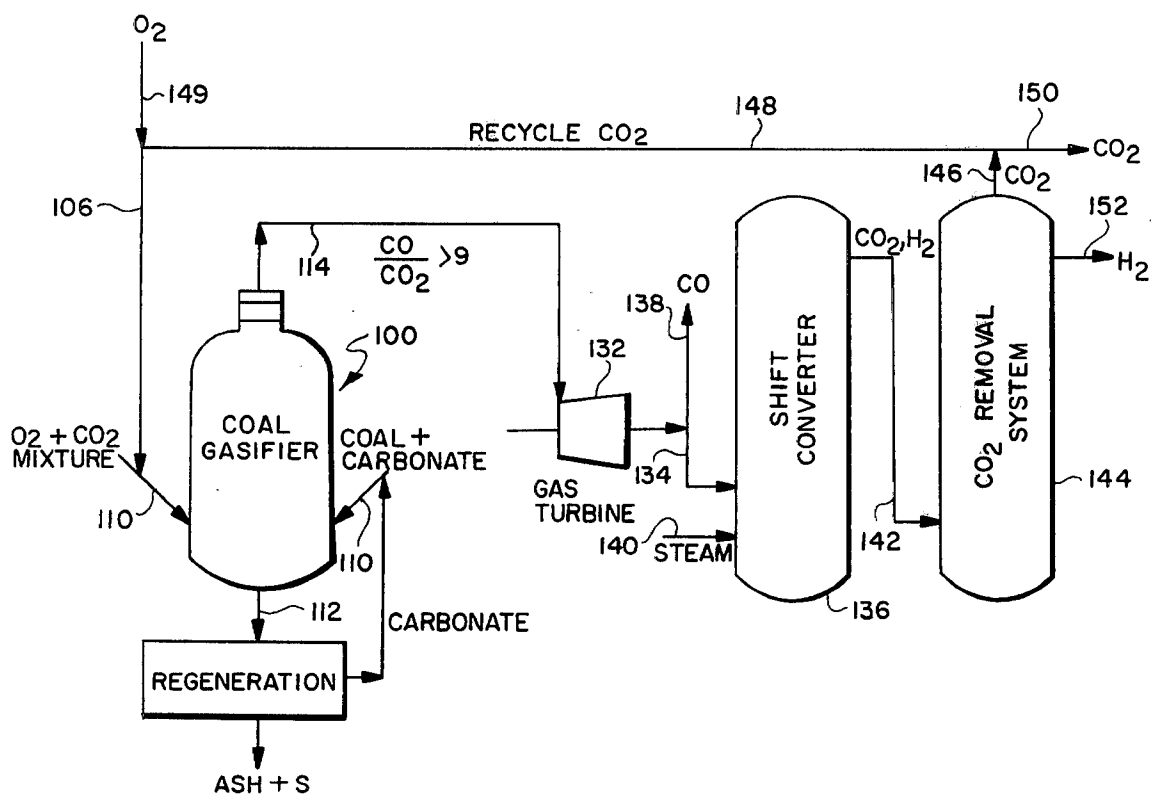 O2
149
RECYCLE CO2
148
150
CO2
146
CO2
106
114
CO
CO2
>9
CO2,H2
152
H2
CO
138
100
132
COAL
GASIFIER
O2 + CO2
MIXTURE
COAL +
CARBONATE
SHIFT
CONVERTER
CO2 REMOVAL
SYSTEM
110
110
134
GAS
TURBINE
140
STEAM
142
144
136
112
CARBONATE
REGENERATION
ASH + S